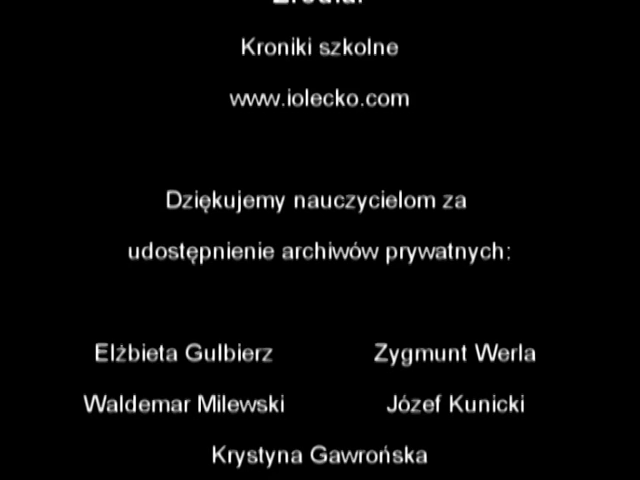 Kroniki szkolne
www.iolecko.com
Dziękujemy nauczycielom za
udostępnienie archiwów prywatnych:
Elżbieta Gulbierz Zygmunt Werla
Waldemar Milewski Józef Kunicki
Krystyna Gawrońska